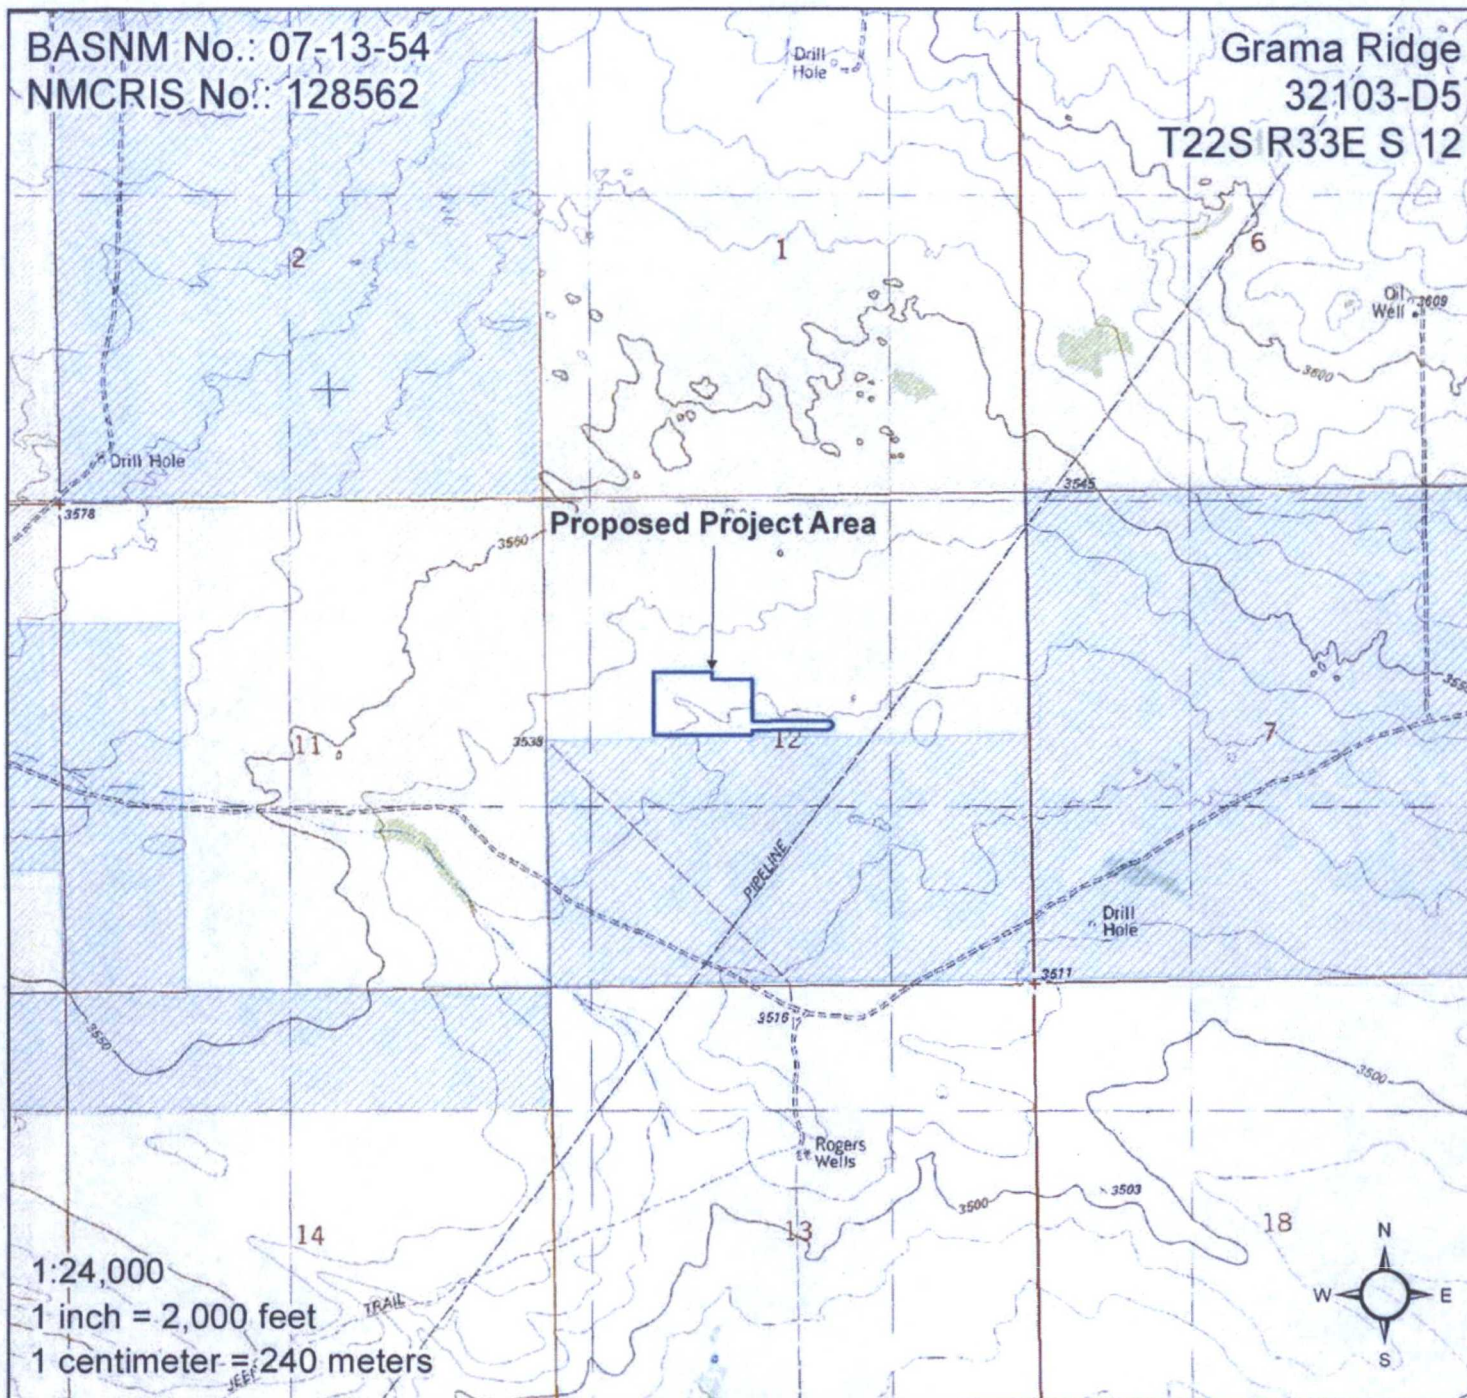 BASNM No.: 07-13-54
NMCRIS No.: 128562
Grama Ridge
32103-D5
T22S R33E S 12
Drill
Hole
2
1
6
Oil
Well
3609
3600
Drill Hole
3578
3545
Proposed Project Area
3560
3550
11
3538
12
7
PIPELINE
Drill
Hole
3511
3516
3550
3500
Rogers
Wells
3503
3500
14
13
18
1:24,000
1 inch = 2,000 feet
1 centimeter = 240 meters
JEEP TRAIL
N
W
E
S